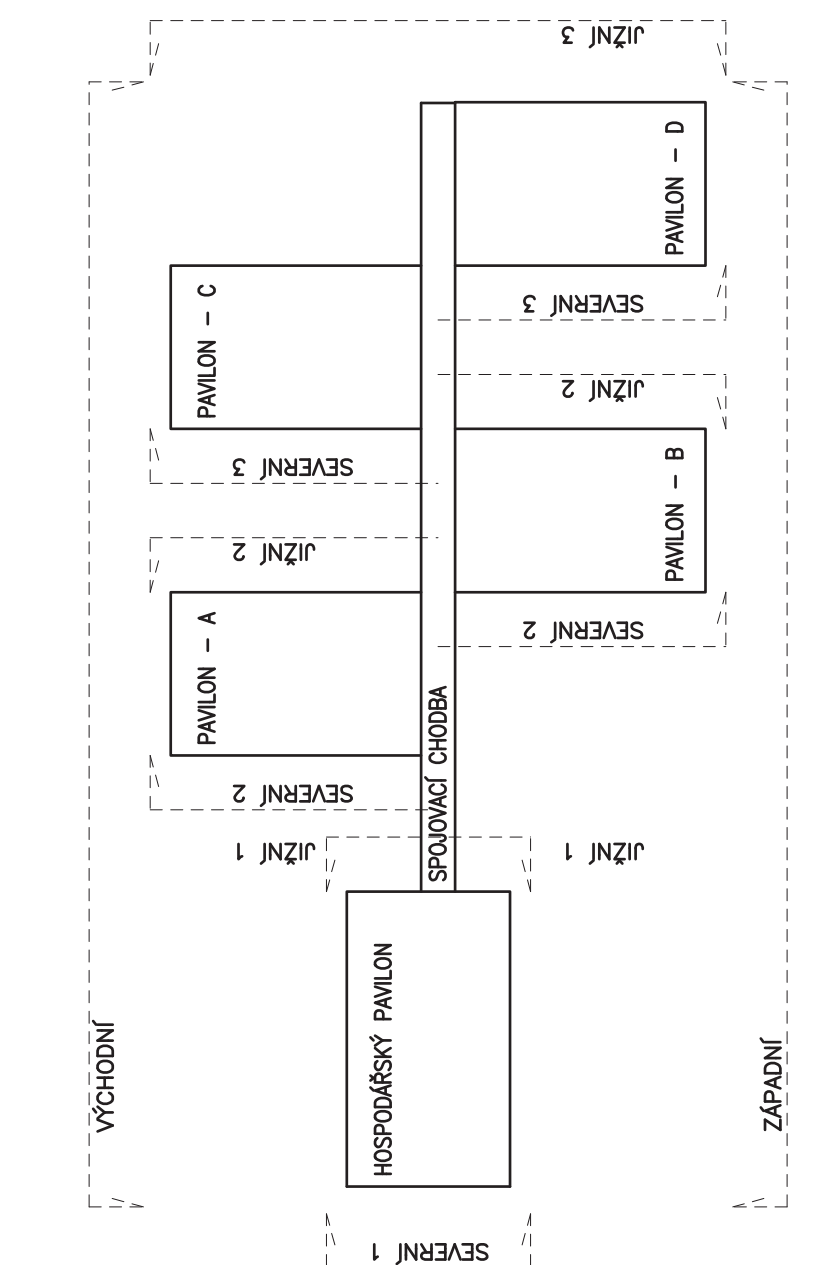 JIŽNÍ 3
PAVILON – D
PAVILON – C
SEVERNÍ 3
JIŽNÍ 2
PAVILON – B
SEVERNÍ 3
JIŽNÍ 2
PAVILON – A
SEVERNÍ 2
SPOJOVACÍ CHODBA
SEVERNÍ 2
JIŽNÍ 1
JIŽNÍ 1
HOSPODÁŘSKÝ PAVILON
VÝCHODNÍ
ZÁPADNÍ
SEVERNÍ 1